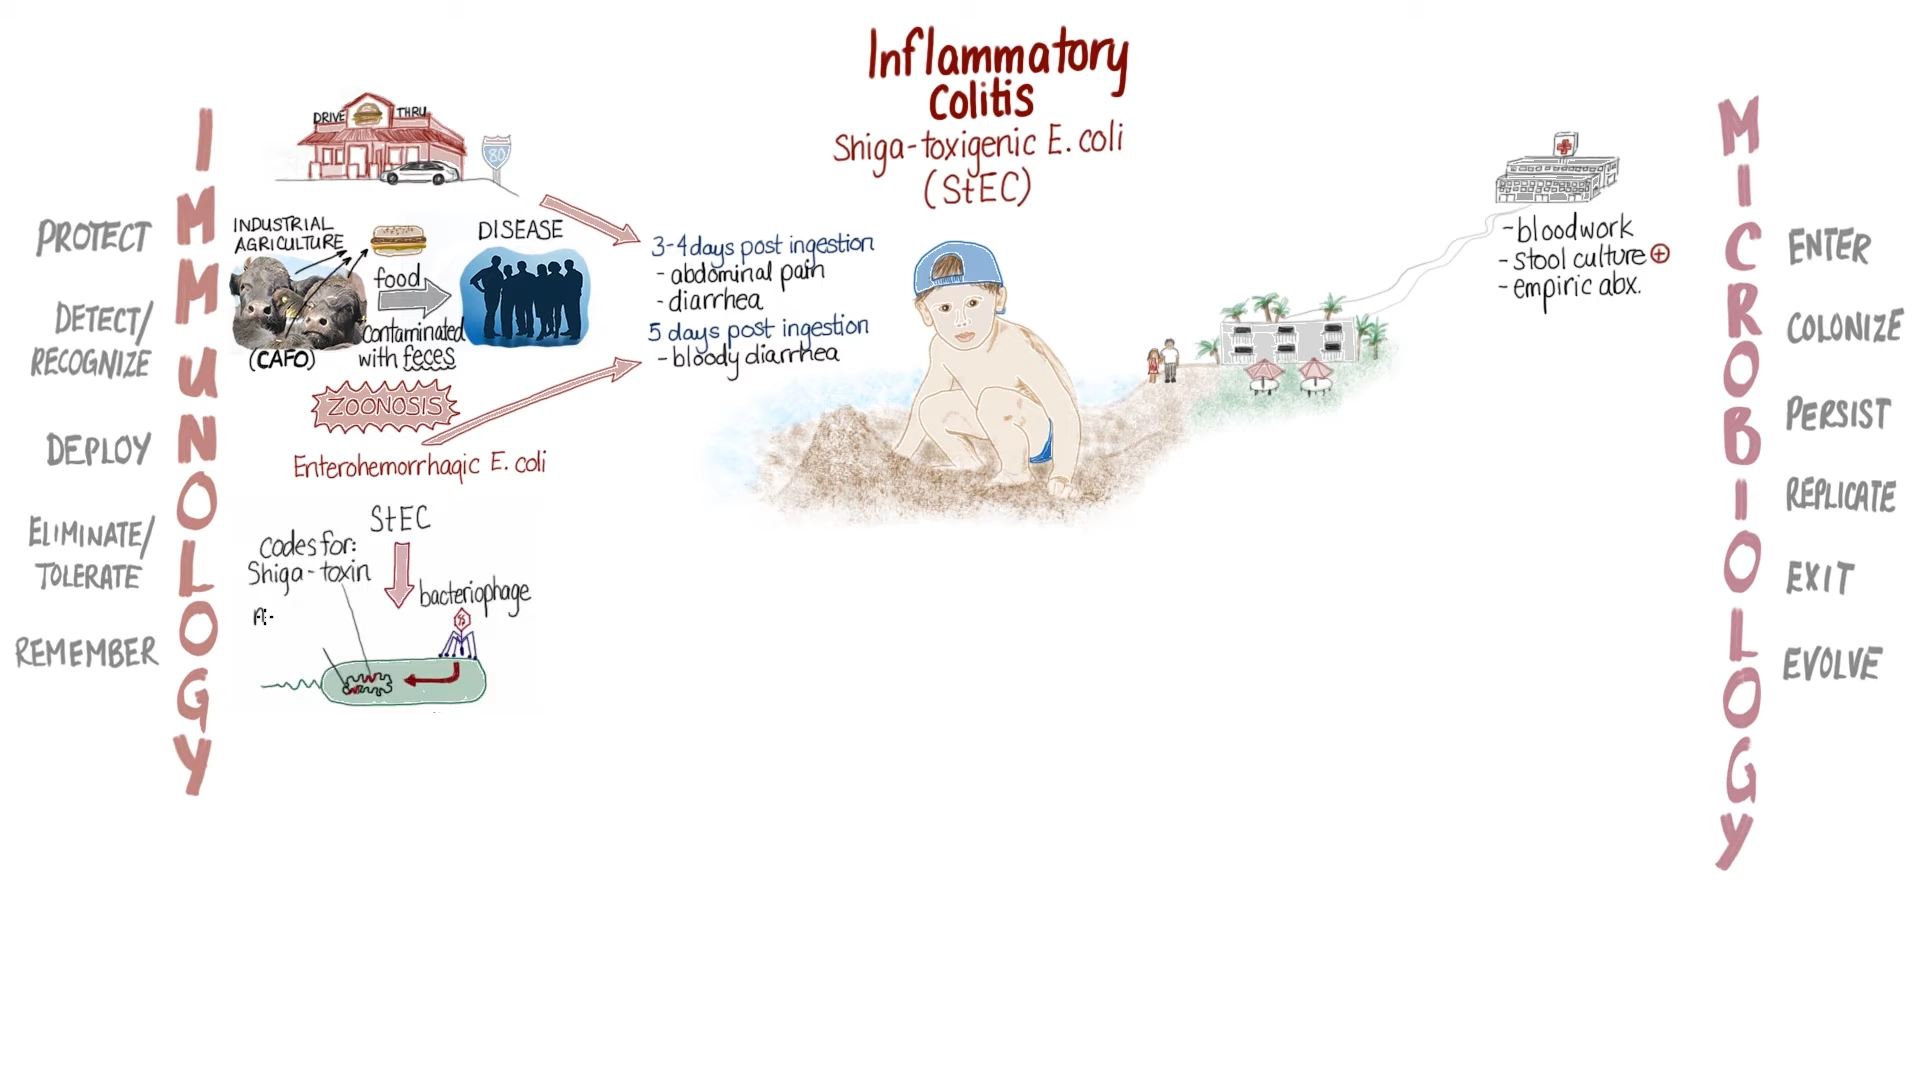 Inflammatory
Colitis
Shiga-toxigenic E. coli
(StEC)
IMMUNOLOGY
PROTECT
DETECT/
RECOGNIZE
DEPLOY
ELIMINATE/
TOLERATE
REMEMBER
DRIVE THRU
80
INDUSTRIAL
AGRICULTURE
(CAFO)
food
contaminated
with feces
DISEASE
ZOONOSIS
Enterohemorrhagic E. coli
StEC
Codes for:
Shiga-toxin
bacteriophage
3-4 days post ingestion
- abdominal pain
- diarrhea
5 days post ingestion
- bloody diarrhea
- bloodwork
- stool culture +
- empiric abx.
MICROBIOLOGY
ENTER
COLONIZE
PERSIST
REPLICATE
EXIT
EVOLVE